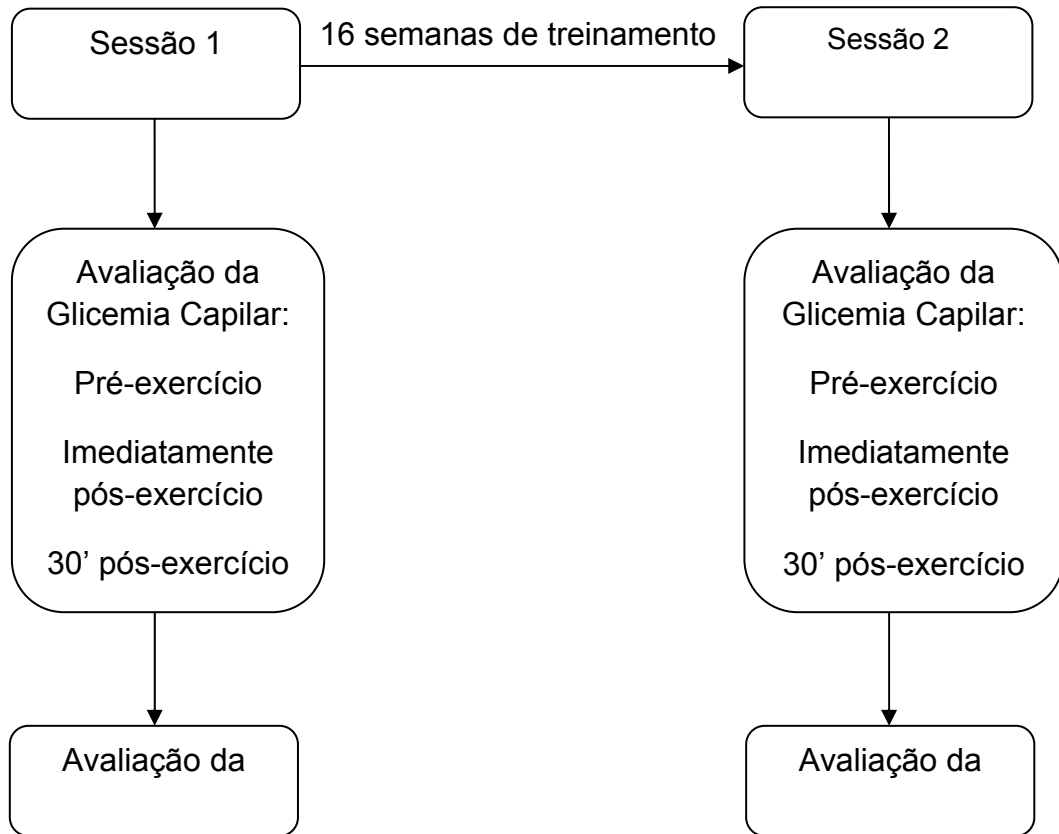 Sessão 1
16 semanas de treinamento
Sessão 2
Avaliação da
Glicemia Capilar:
Pré-exercício
Imediatamente
pós-exercício
30’ pós-exercício
Avaliação da
Glicemia Capilar:
Pré-exercício
Imediatamente
pós-exercício
30’ pós-exercício
Avaliação da
Avaliação da